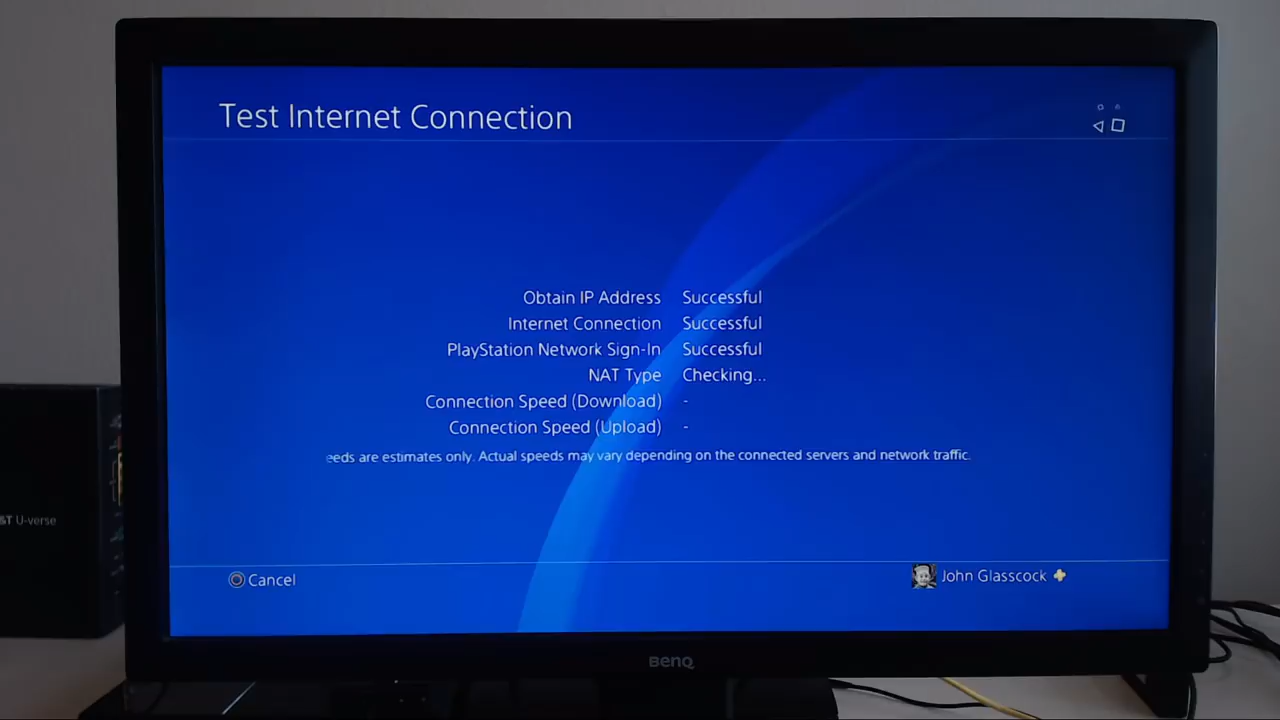 Test Internet Connection
Obtain IP Address Successful
Internet Connection Successful
PlayStation Network Sign-In Successful
NAT Type Checking...
Connection Speed (Download) -
Connection Speed (Upload) -
eeds are estimates only. Actual speeds may vary depending on the connected servers and network traffic.
&T U-verse
Cancel
John Glasscock
BenQ